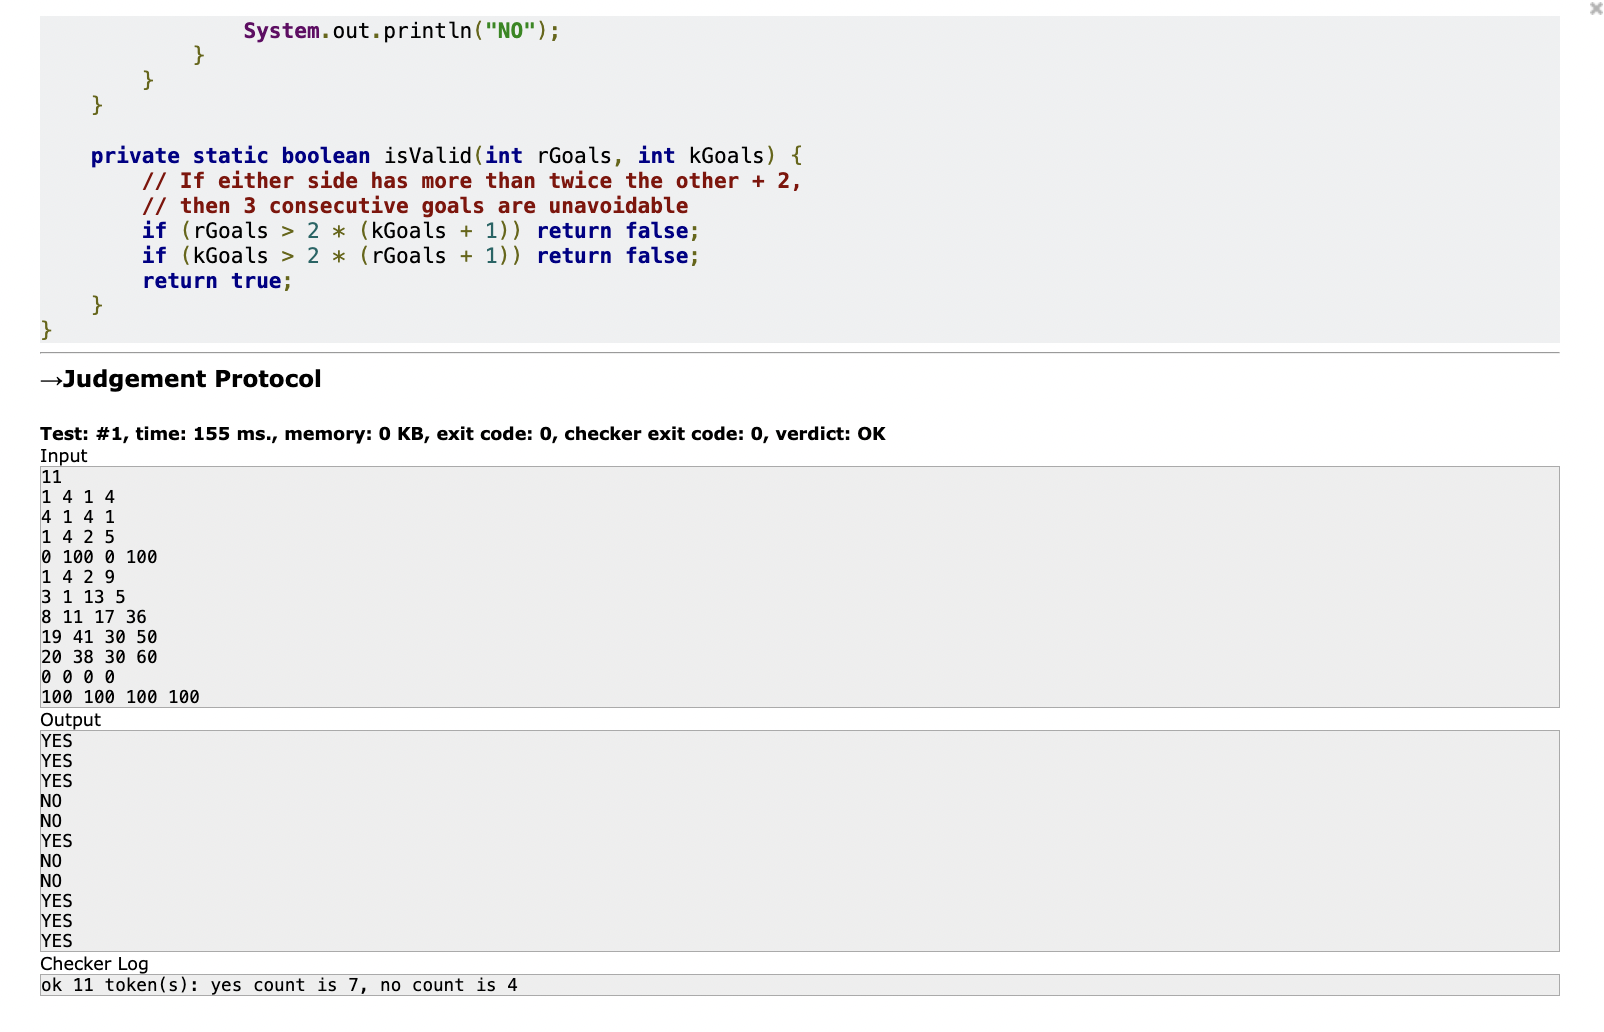 System.out.println("NO");
}
}
}
private static boolean isValid(int rGoals, int kGoals) {
// If either side has more than twice the other + 2,
// then 3 consecutive goals are unavoidable
if (rGoals > 2 * (kGoals + 1)) return false;
if (kGoals > 2 * (rGoals + 1)) return false;
return true;
}
}
→Judgement Protocol
Test: #1, time: 155 ms., memory: 0 KB, exit code: 0, checker exit code: 0, verdict: OK
Input
11
1 4 1 4
4 1 4 1
1 4 2 5
0 100 0 100
1 4 2 9
3 1 13 5
8 11 17 36
19 41 30 50
20 38 30 60
0 0 0 0
100 100 100 100
Output
YES
YES
YES
NO
NO
YES
NO
NO
YES
YES
YES
Checker Log
ok 11 token(s): yes count is 7, no count is 4